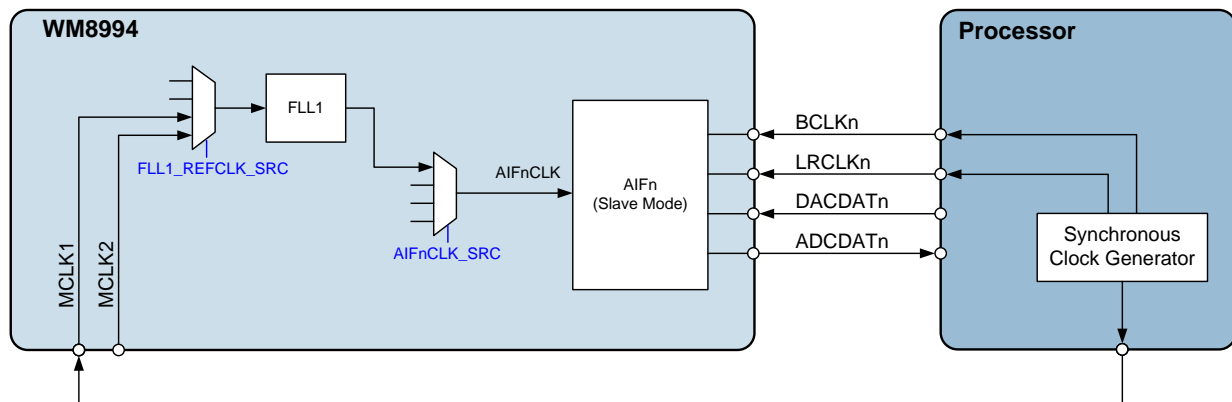 WM8994
Processor
FLL1
FLL1_REFCLK_SRC
AIFnCLK
AIFnCLK_SRC
AIFn
(Slave Mode)
BCLKn
LRCLKn
DACDATn
ADCDATn
Synchronous
Clock Generator
MCLK1
MCLK2